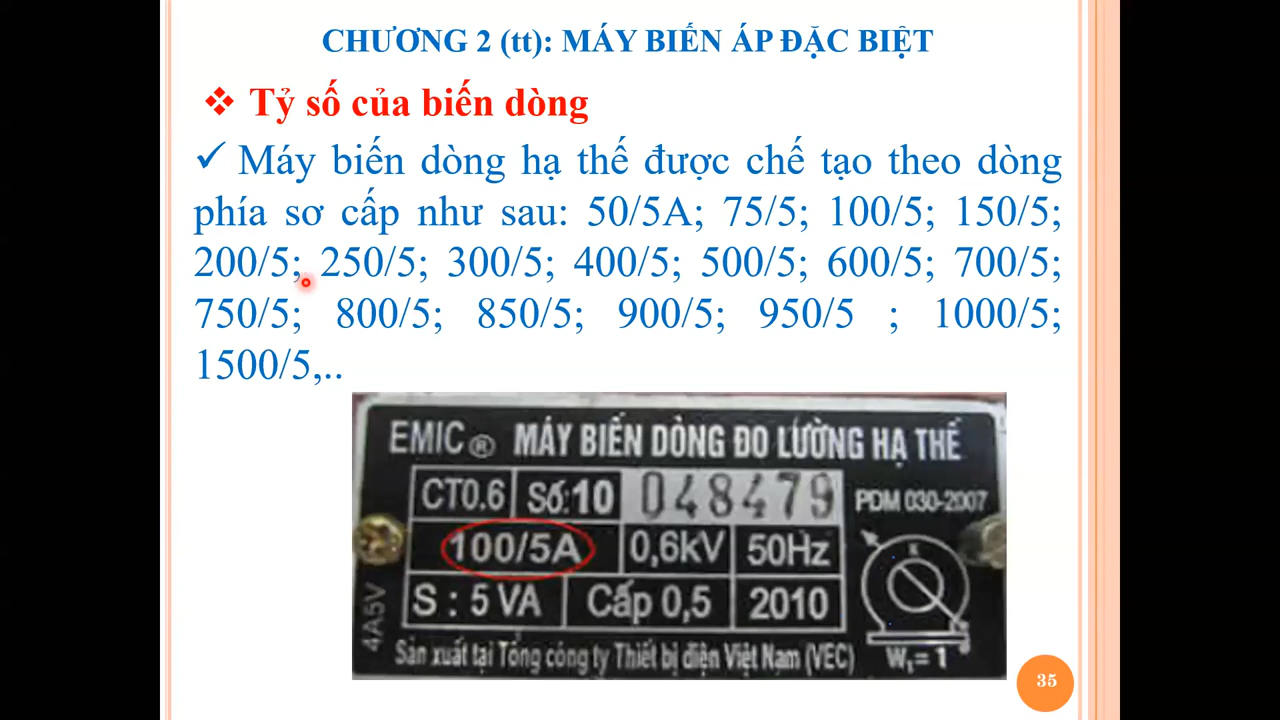 CHƯƠNG 2 (tt): MÁY BIẾN ÁP ĐẶC BIỆT
❖ Tỷ số của biến dòng
✓ Máy biến dòng hạ thế được chế tạo theo dòng
phía sơ cấp như sau: 50/5A; 75/5; 100/5; 150/5;
200/5; 250/5; 300/5; 400/5; 500/5; 600/5; 700/5;
750/5; 800/5; 850/5; 900/5; 950/5 ; 1000/5;
1500/5,..
EMIC® MÁY BIẾN DÒNG ĐO LƯỜNG HẠ THẾ
CT0.6 Số:10 048479 PDM 030-2007
100/5A 0,6kV 50Hz
K
S : 5 VA Cấp 0,5 2010
4A5V
Sản xuất tại Tổng công ty Thiết bị điện Việt Nam (VEC) W₁= 1
35